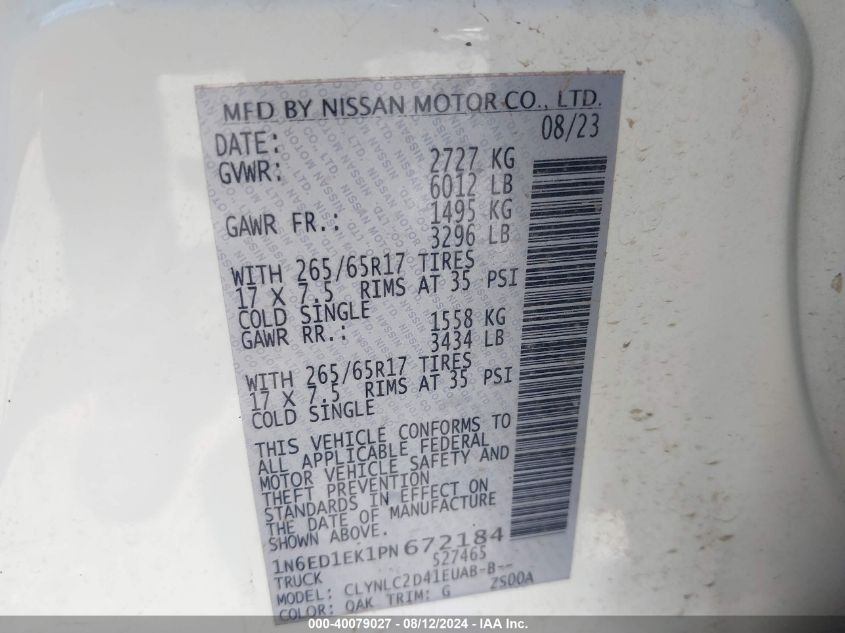 MFD BY NISSAN MOTOR CO., LTD.
DATE: 08/23
GVWR: 2727 KG
6012 LB
GAWR FR.: 1495 KG
3296 LB
WITH 265/65R17 TIRES
17 X 7.5 RIMS AT 35 PSI
COLD SINGLE
GAWR RR.: 1558 KG
3434 LB
WITH 265/65R17 TIRES
17 X 7.5 RIMS AT 35 PSI
COLD SINGLE
THIS VEHICLE CONFORMS TO
ALL APPLICABLE FEDERAL
MOTOR VEHICLE SAFETY AND
THEFT PREVENTION
STANDARDS IN EFFECT ON
THE DATE OF MANUFACTURE
SHOWN ABOVE.
1N6ED1EK1PN672184
TRUCK 527465
MODEL: CLYNLC2D41EUAB-B--
COLOR: QAK TRIM: G ZS00A
000-40079027 - 08/12/2024 - IAA Inc.